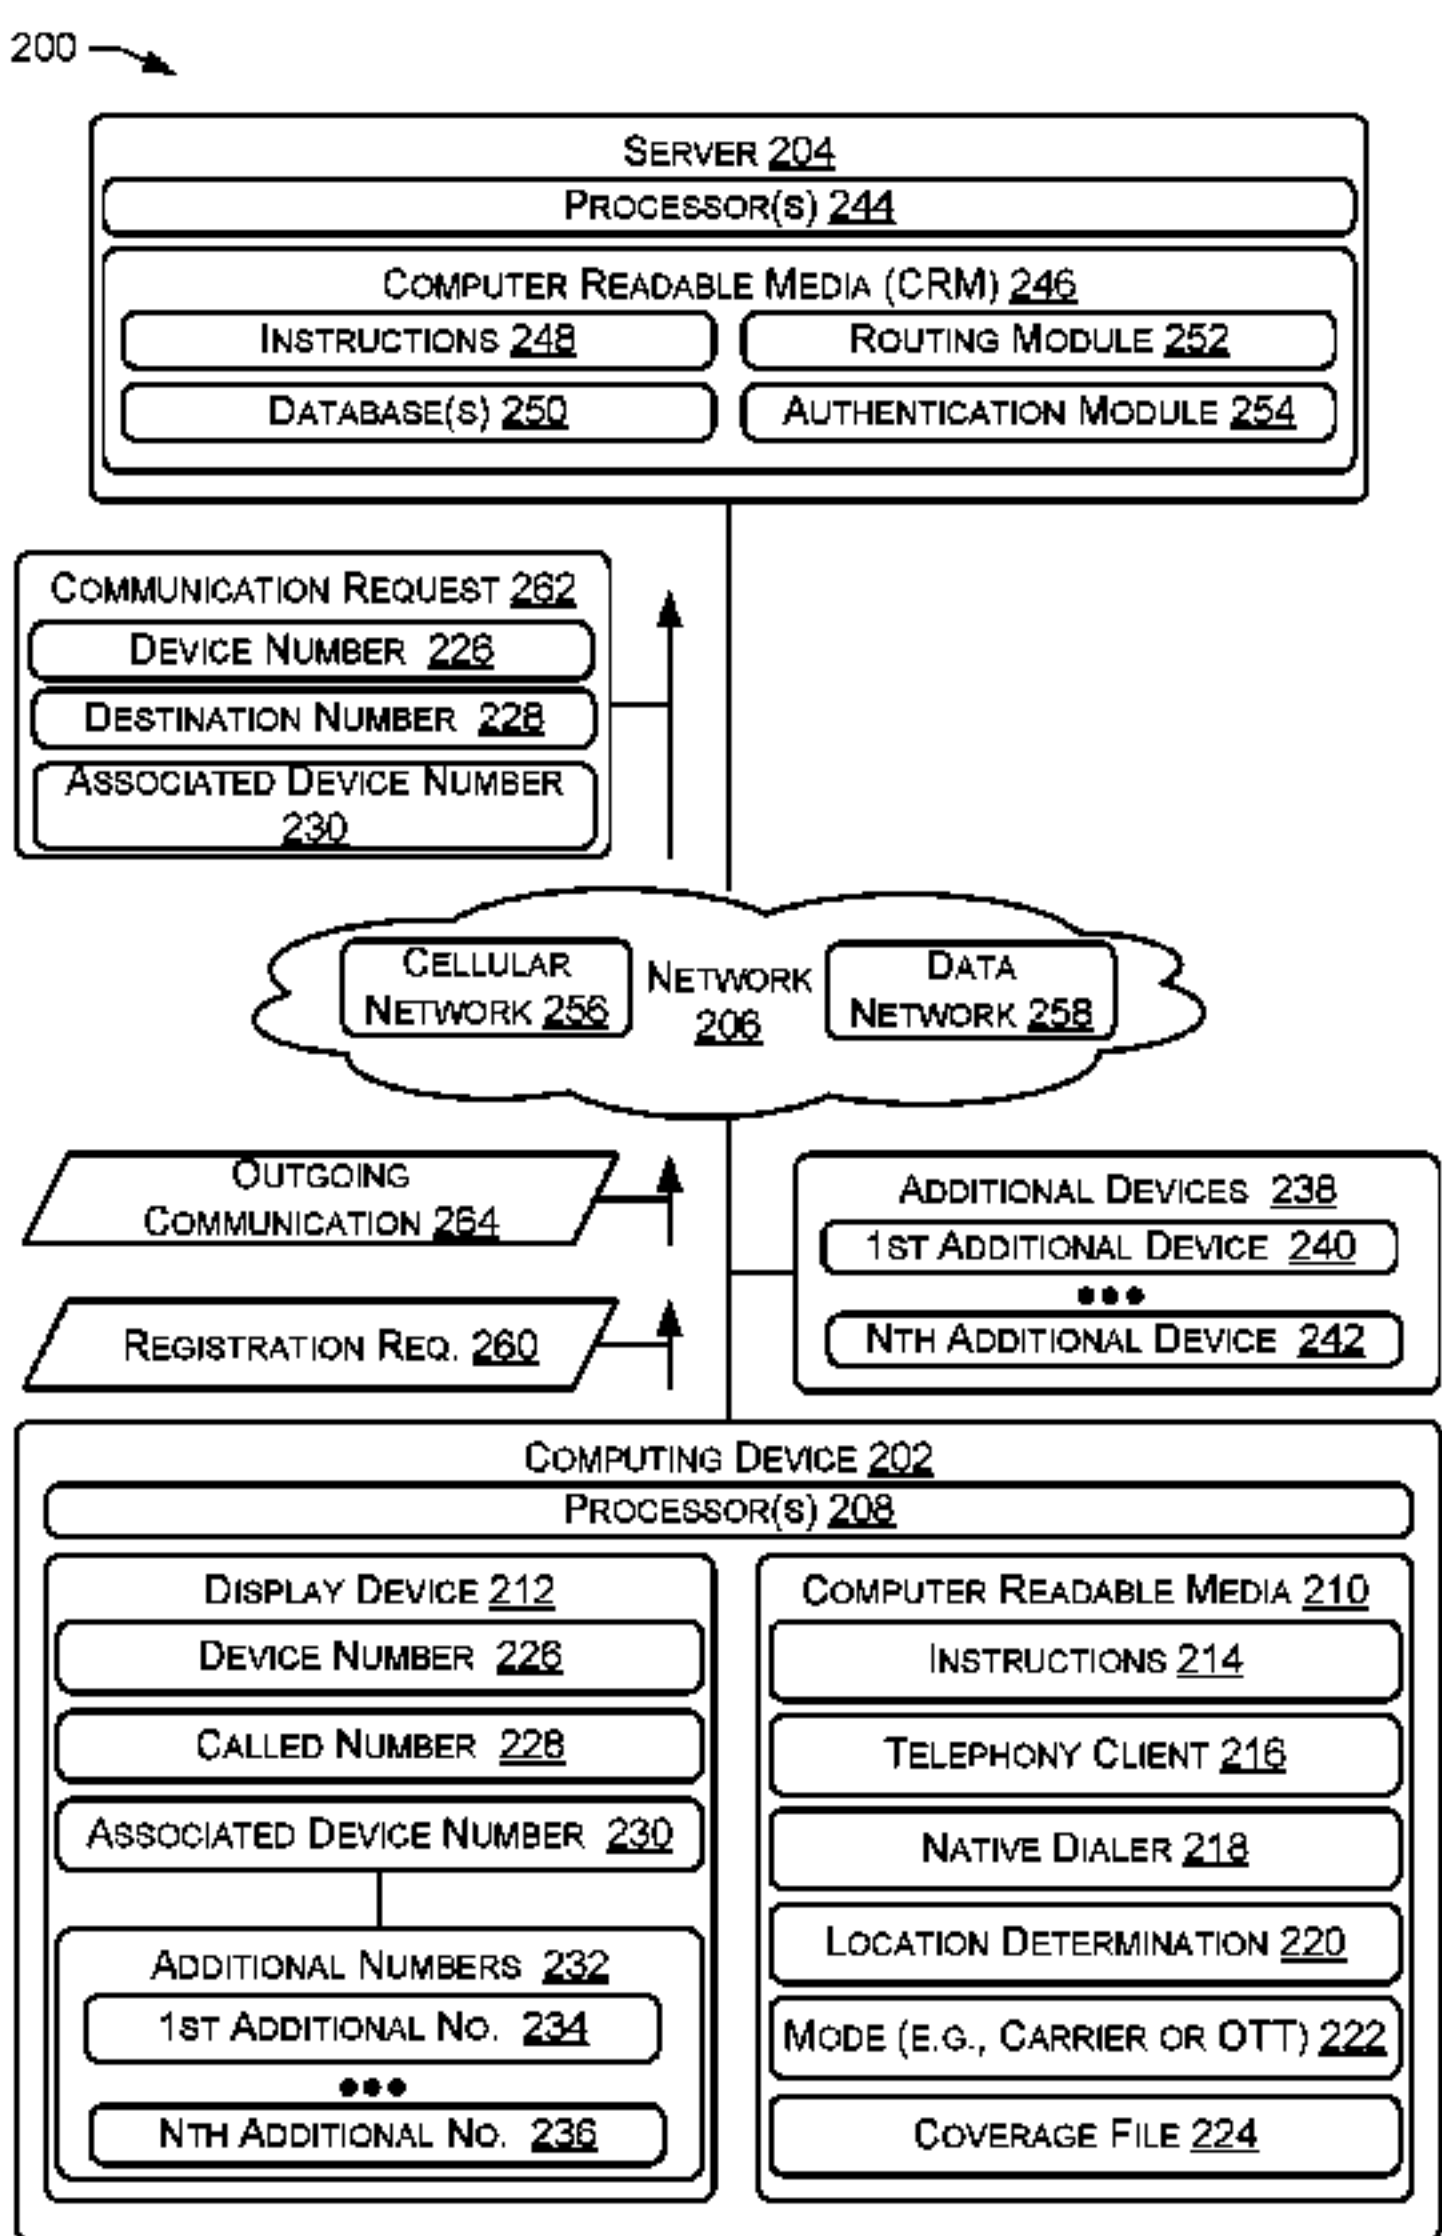 200
SERVER 204
PROCESSOR(S) 244
COMPUTER READABLE MEDIA (CRM) 246
INSTRUCTIONS 248
ROUTING MODULE 252
DATABASE(S) 250
AUTHENTICATION MODULE 254
COMMUNICATION REQUEST 262
DEVICE NUMBER 226
DESTINATION NUMBER 228
ASSOCIATED DEVICE NUMBER
230
CELLULAR
NETWORK 256
NETWORK
206
DATA
NETWORK 258
OUTGOING
COMMUNICATION 264
REGISTRATION REQ. 260
ADDITIONAL DEVICES 238
1ST ADDITIONAL DEVICE 240
●●●
NTH ADDITIONAL DEVICE 242
COMPUTING DEVICE 202
PROCESSOR(S) 208
DISPLAY DEVICE 212
DEVICE NUMBER 226
CALLED NUMBER 228
ASSOCIATED DEVICE NUMBER 230
ADDITIONAL NUMBERS 232
1ST ADDITIONAL NO. 234
●●●
NTH ADDITIONAL NO. 236
COMPUTER READABLE MEDIA 210
INSTRUCTIONS 214
TELEPHONY CLIENT 216
NATIVE DIALER 218
LOCATION DETERMINATION 220
MODE (E.G., CARRIER OR OTT) 222
COVERAGE FILE 224